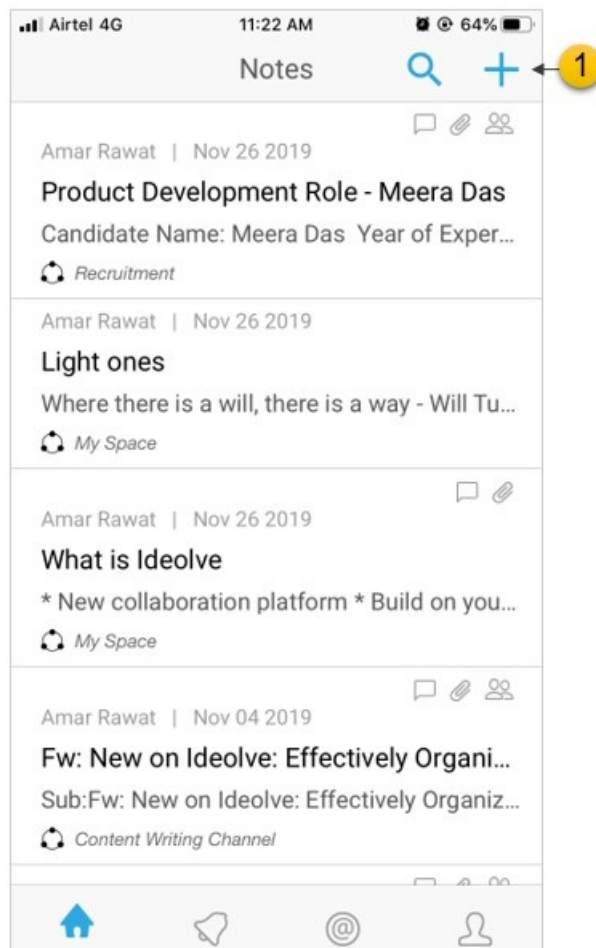 Airtel 4G 11:22 AM 64%
Notes
1
Amar Rawat | Nov 26 2019
Product Development Role - Meera Das
Candidate Name: Meera Das Year of Exper...
Recruitment
Amar Rawat | Nov 26 2019
Light ones
Where there is a will, there is a way - Will Tu...
My Space
Amar Rawat | Nov 26 2019
What is Ideolve
* New collaboration platform * Build on you...
My Space
Amar Rawat | Nov 04 2019
Fw: New on Ideolve: Effectively Organi...
Sub:Fw: New on Ideolve: Effectively Organiz...
Content Writing Channel